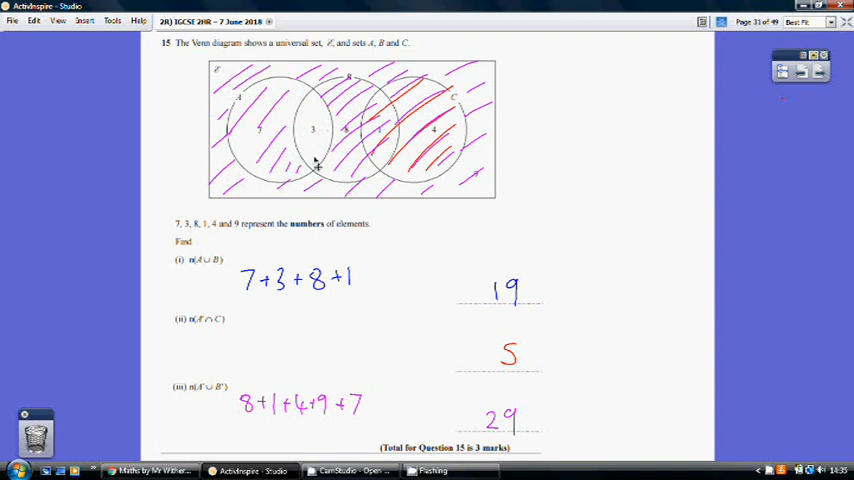 ActivInspire - Studio
File Edit View Insert Tools Help
2R) IGCSE 2HR – 7 June 2018
Page 31 of 49
Best Fit
15 The Venn diagram shows a universal set, ℰ, and sets A, B and C.
ℰ
A
B
C
7
3
8
1
4
9
7, 3, 8, 1, 4 and 9 represent the numbers of elements.
Find
(i) n(A ∪ B)
7+3+8+1
19
(ii) n(A' ∩ C)
5
(iii) n(A' ∪ B')
8+1+4+9+7
29
(Total for Question 15 is 3 marks)
Start
Maths by Mr Wither...
ActivInspire - Studio
CamStudio - Open ...
Flashing
14:35